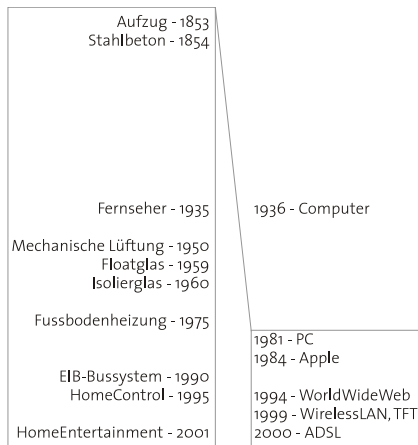 Aufzug - 1853
Stahlbeton - 1854
Fernseher - 1935
1936 - Computer
Mechanische Lüftung - 1950
Floatglas - 1959
Isolierglas - 1960
Fussbodenheizung - 1975
1981 - PC
1984 - Apple
EIB-Bussystem - 1990
HomeControl - 1995
1994 - WorldWideWeb
1999 - WirelessLAN, TFT
HomeEntertainment - 2001
2000 - ADSL